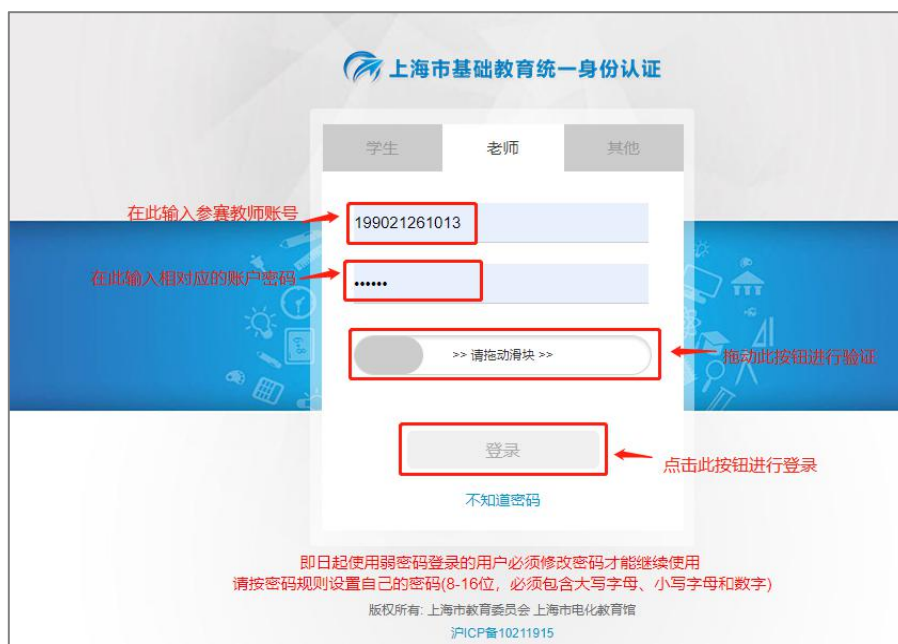 上海市基础教育统一身份认证
学生 老师 其他
在此输入参赛教师账号
199021261013
在此输入相对应的账户密码
••••••
>> 请拖动滑块 >>
拖动此按钮进行验证
登录
点击此按钮进行登录
不知道密码
即日起使用弱密码登录的用户必须修改密码才能继续使用
请按密码规则设置自己的密码(8-16位，必须包含大写字母、小写字母和数字)
版权所有: 上海市教育委员会 上海市电化教育馆
沪ICP备10211915